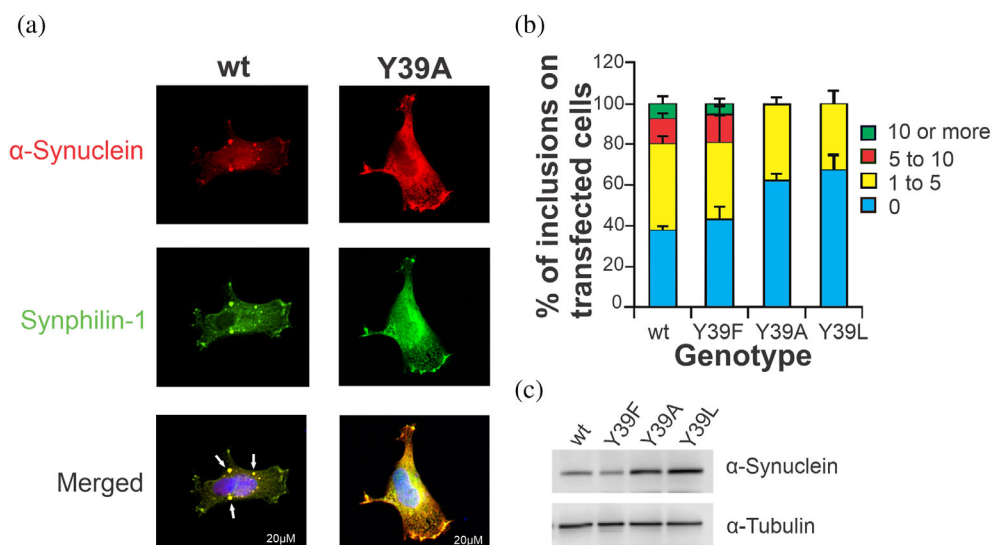 (a)
wt
Y39A
α-Synuclein
Synphilin-1
Merged
20µM
20µM
(b)
% of inclusions on
transfected cells
120
100
80
60
40
20
0
wt
Y39F
Y39A
Y39L
Genotype
10 or more
5 to 10
1 to 5
0
(c)
wt
Y39F
Y39A
Y39L
α-Synuclein
α-Tubulin